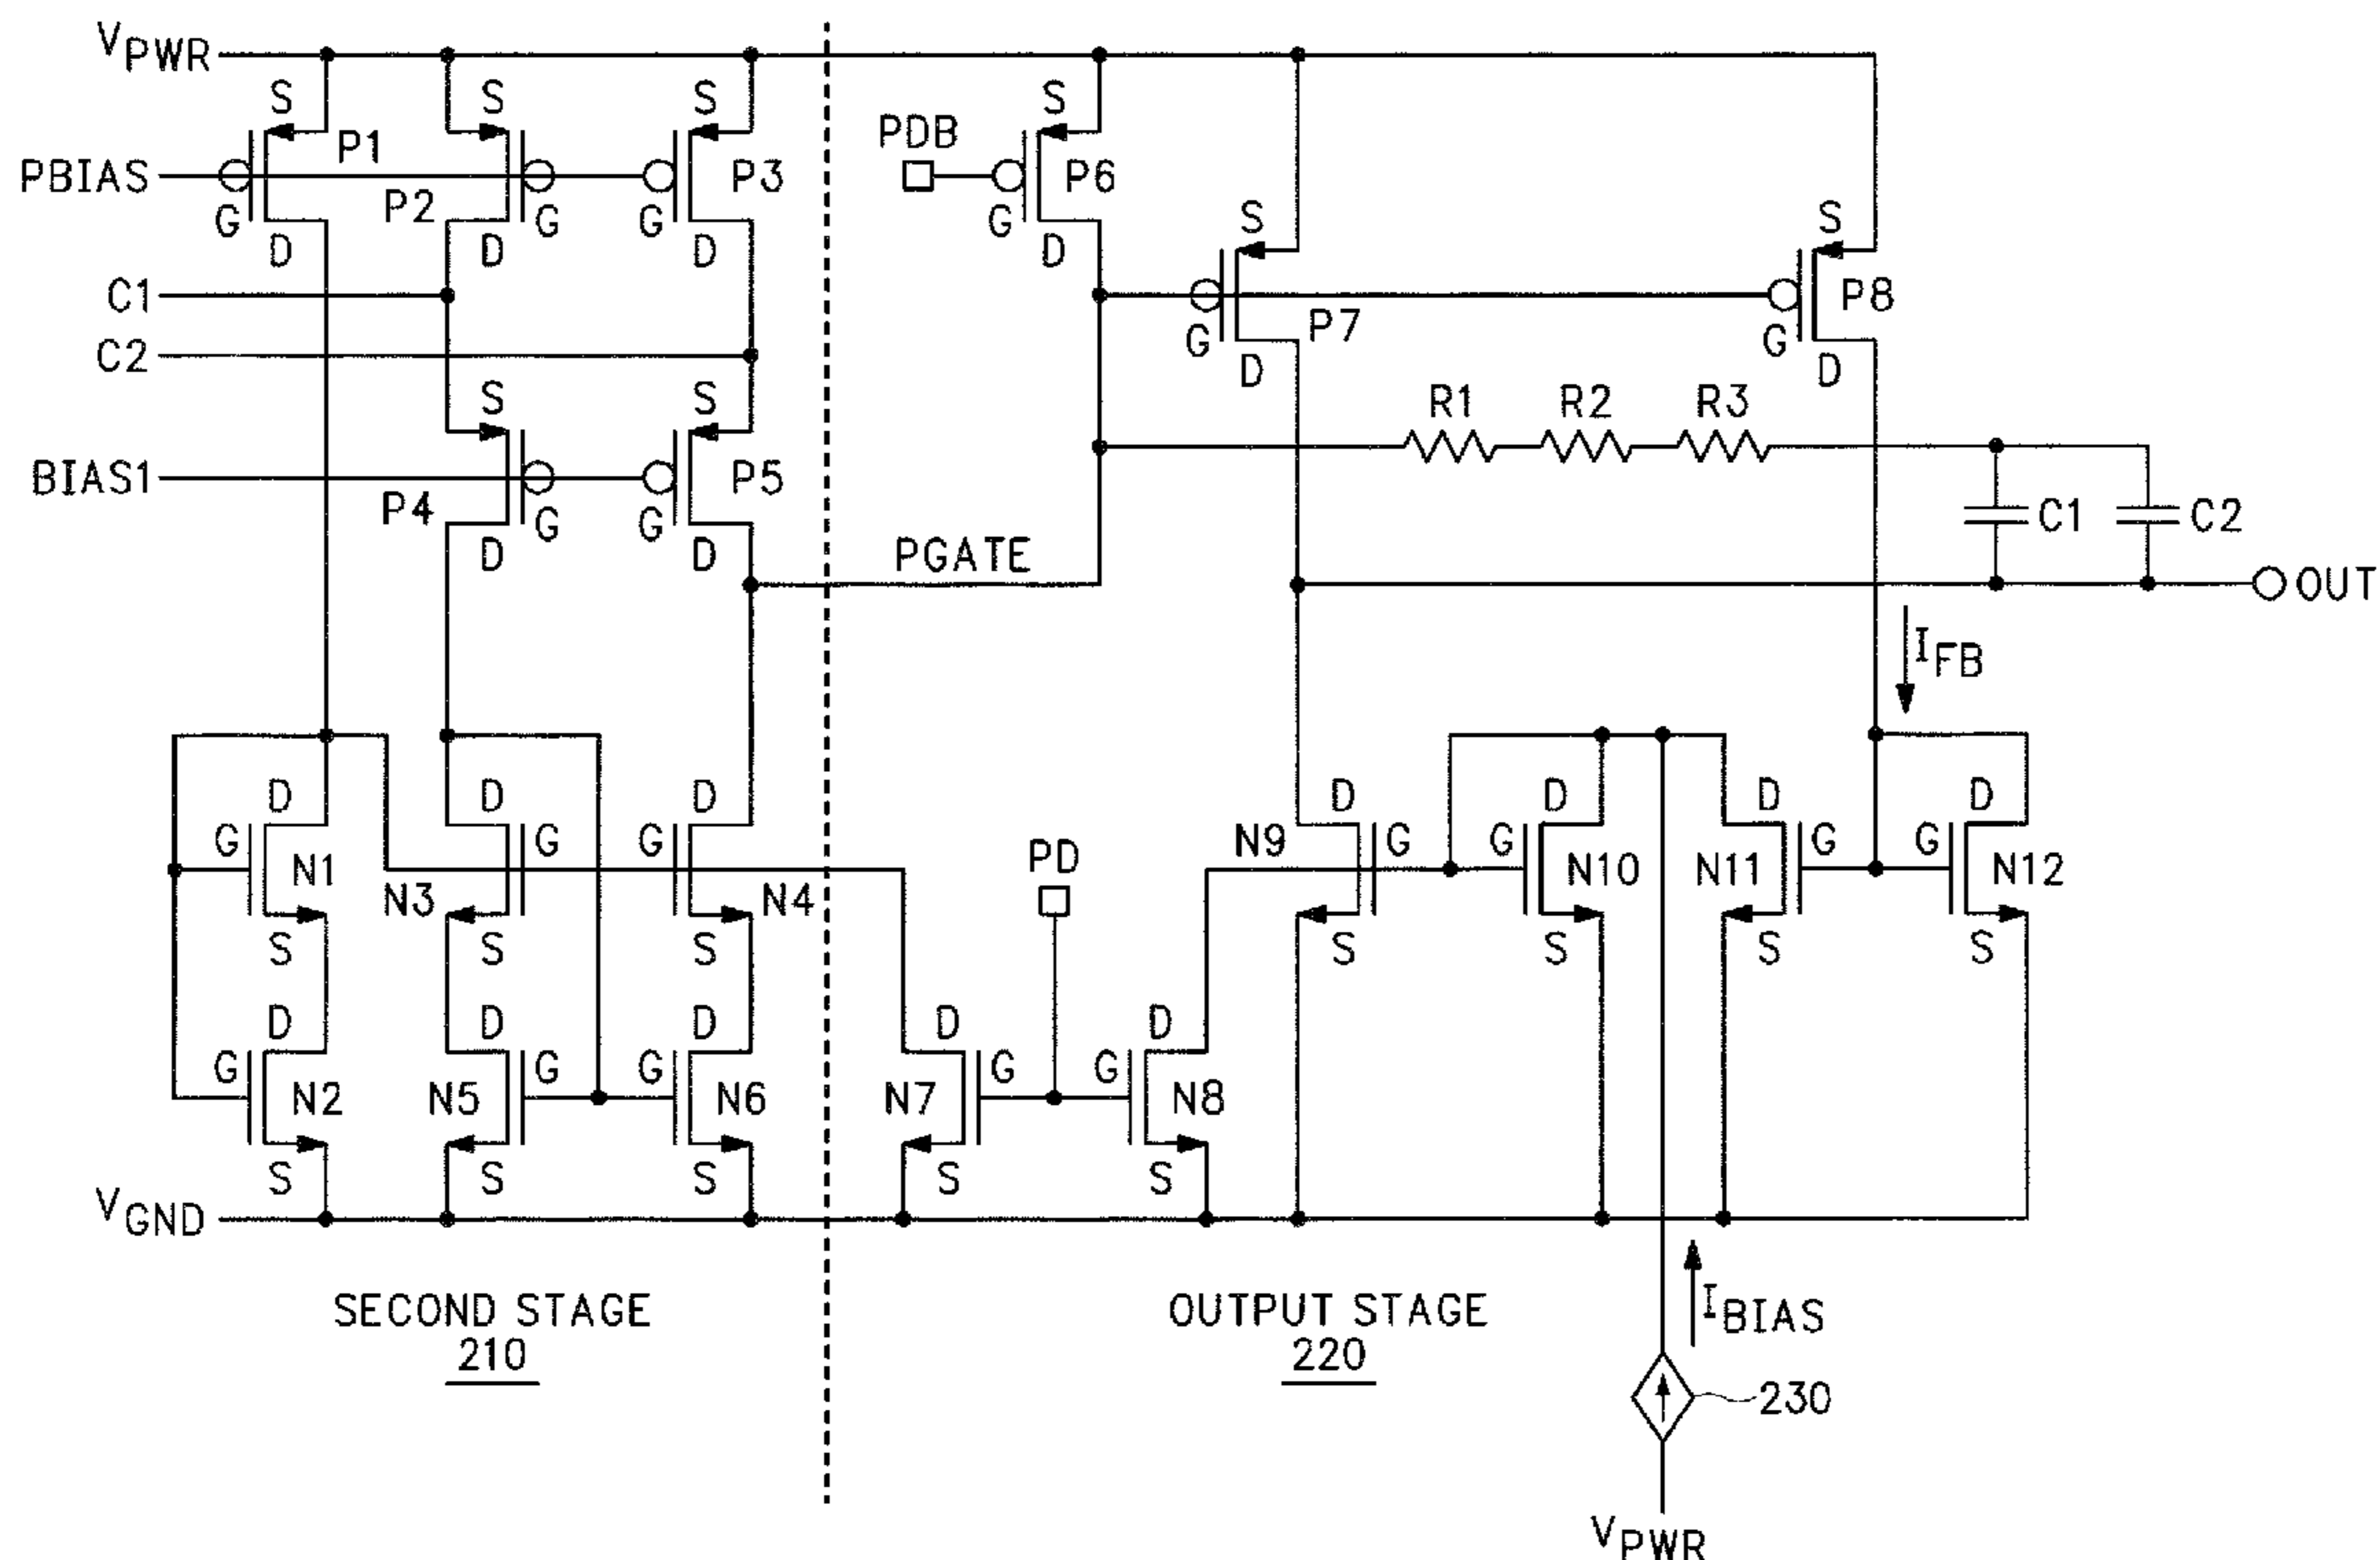 VPWR
S S S S
PDB
P1 P2 P3 P6
PBIAS
G G G G
D D D D
S S
P7 P8
G G
D D
C1
C2
S S
R1 R2 R3
BIAS1
P4 P5
G G
D D
C1 C2
PGATE
OUT
IFB
D D D D D D D
G G G G G G G
N1 N3 N4 N9 N10 N11 N12
PD
S S S S S S S
D D D D D
G G G G G
N2 N5 N6 N7 N8
S S S S S
VGND
SECOND STAGE
210
OUTPUT STAGE
220
IBIAS
230
VPWR